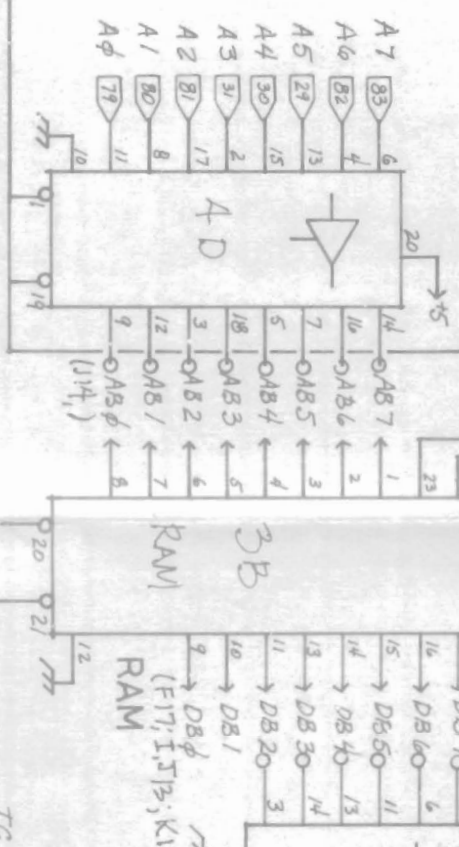 +5
20 23 16 DB6 6
A7 83 6 14 AB7 1 15 DB5 11
A6 82 4 16 AB6 2 14 DB4 13
A5 29 13 7 AB5 3 13 DB3 14
A4 30 15 5 AB4 4 11 DB2 3
3B
A3 31 2 18 AB3 5 10 DB1
4D
A2 81 17 3 AB2 6 9 DBφ
RAM
(F17; I,J13; K1
A1 80 8 12 AB1 7
RAM
Aφ 79 11 9 ABφ 8
(J14,)
10 12
1 19 20 21